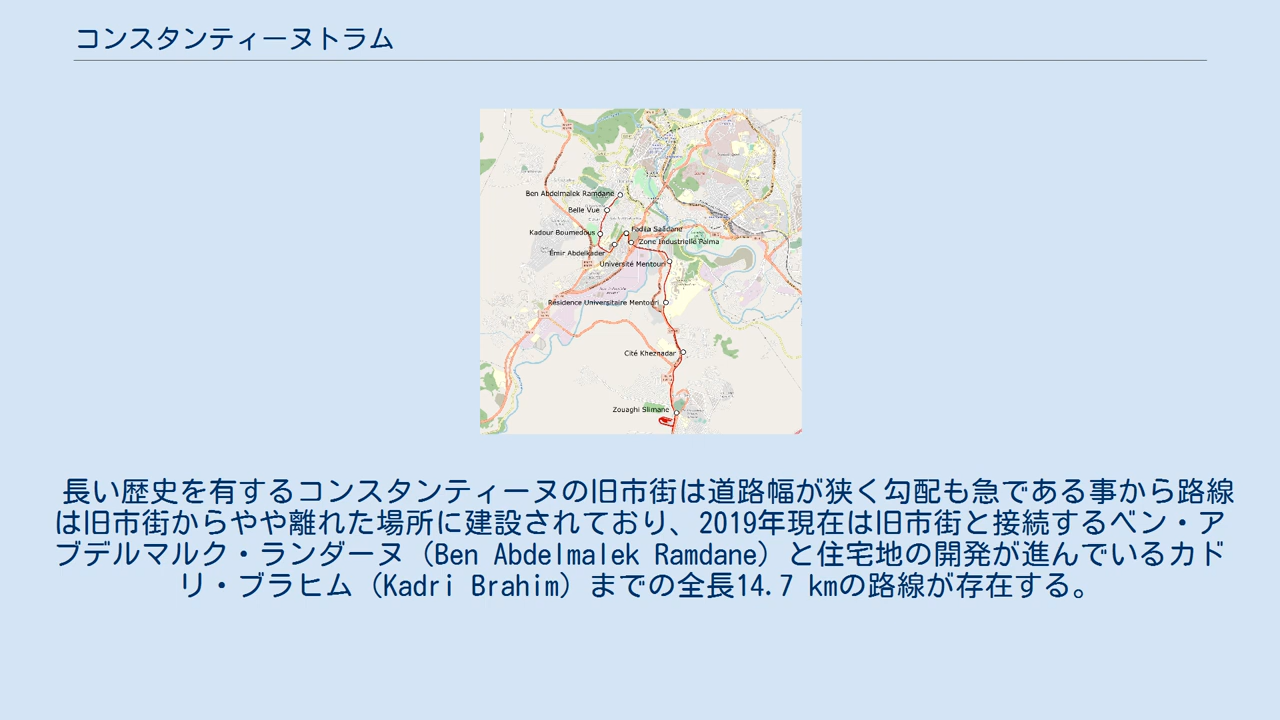 コンスタンティーヌトラム
Ben Abdelmalek Ramdane
Belle Vue
Kadour Boumedous
Fadila Saadane
Zone Industrielle Palma
Émir Abdelkader
Université Mentouri
Résidence Universitaire Mentouri
Cité Kheznadar
Zouaghi Slimane
長い歴史を有するコンスタンティーヌの旧市街は道路幅が狭く勾配も急である事から路線
は旧市街からやや離れた場所に建設されており、2019年現在は旧市街と接続するベン・ア
ブデルマルク・ランダーヌ（Ben Abdelmalek Ramdane）と住宅地の開発が進んでいるカド
リ・ブラヒム（Kadri Brahim）までの全長14.7 kmの路線が存在する。